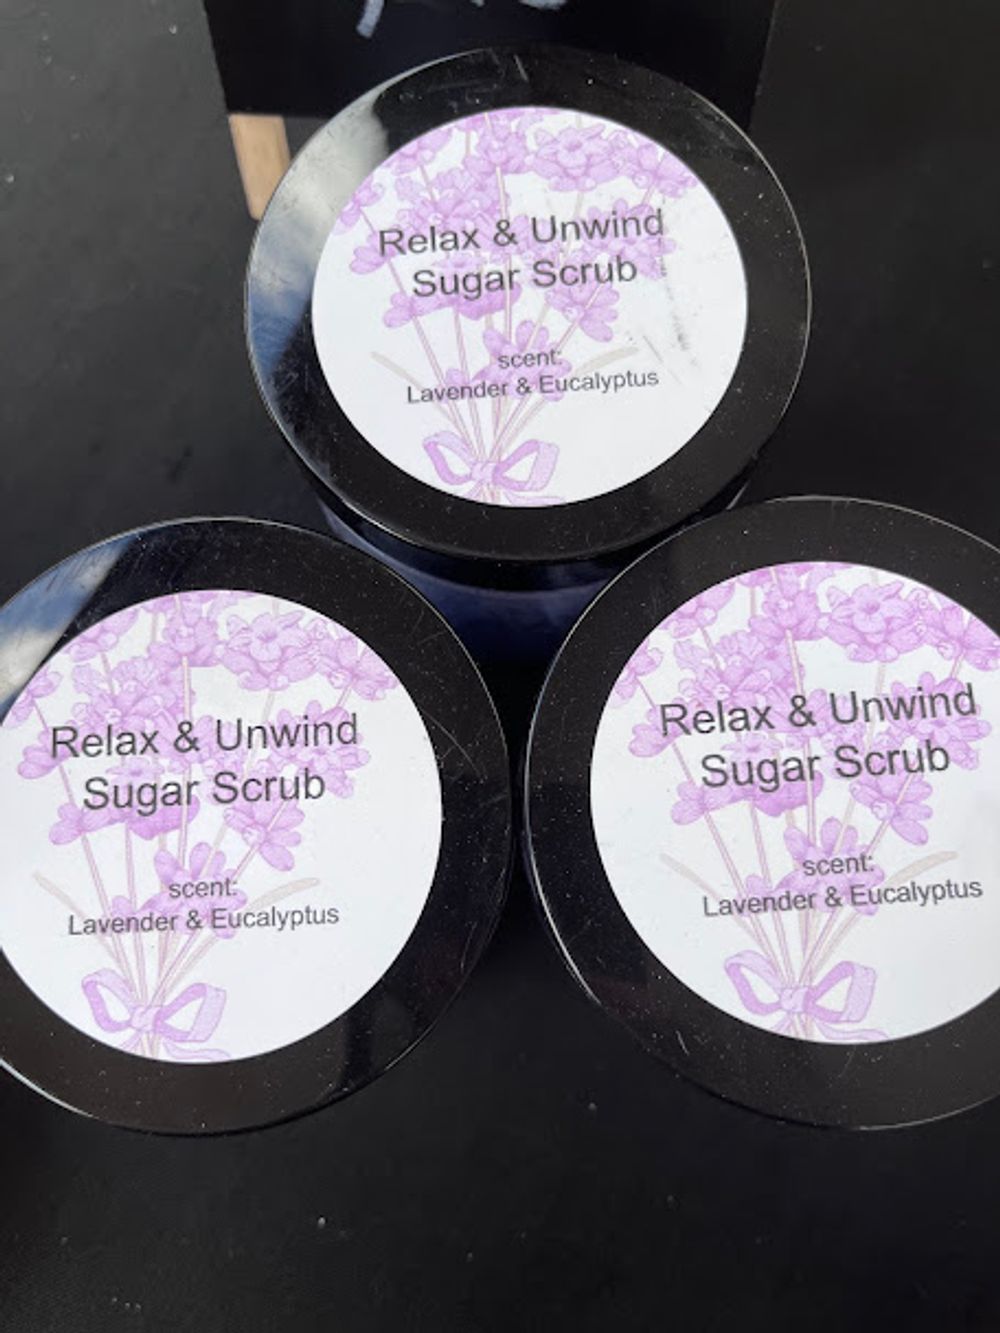 Relax & Unwind
Sugar Scrub
scent:
Lavender & Eucalyptus
Relax & Unwind
Sugar Scrub
scent:
Lavender & Eucalyptus
Relax & Unwind
Sugar Scrub
scent:
Lavender & Eucalyptus